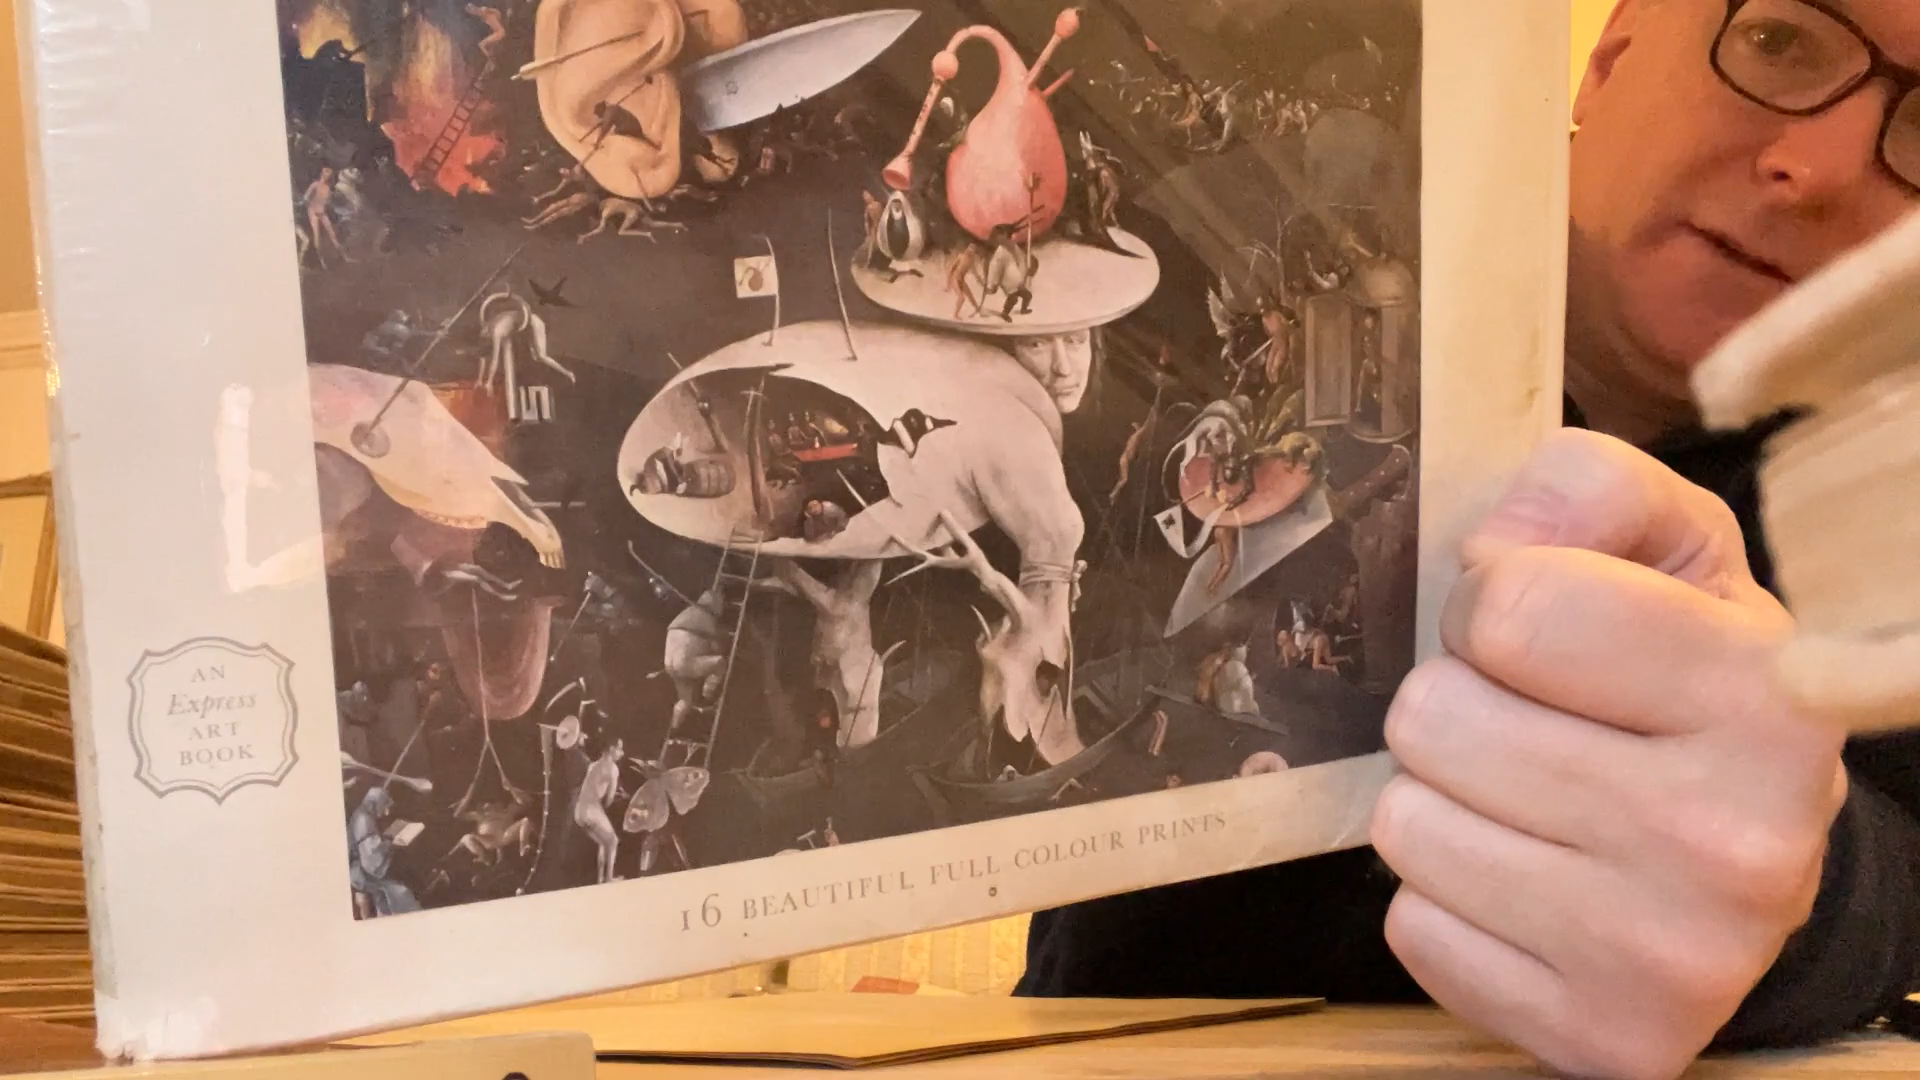 AN
Express
ART
BOOK
16 BEAUTIFUL FULL COLOUR PRINTS